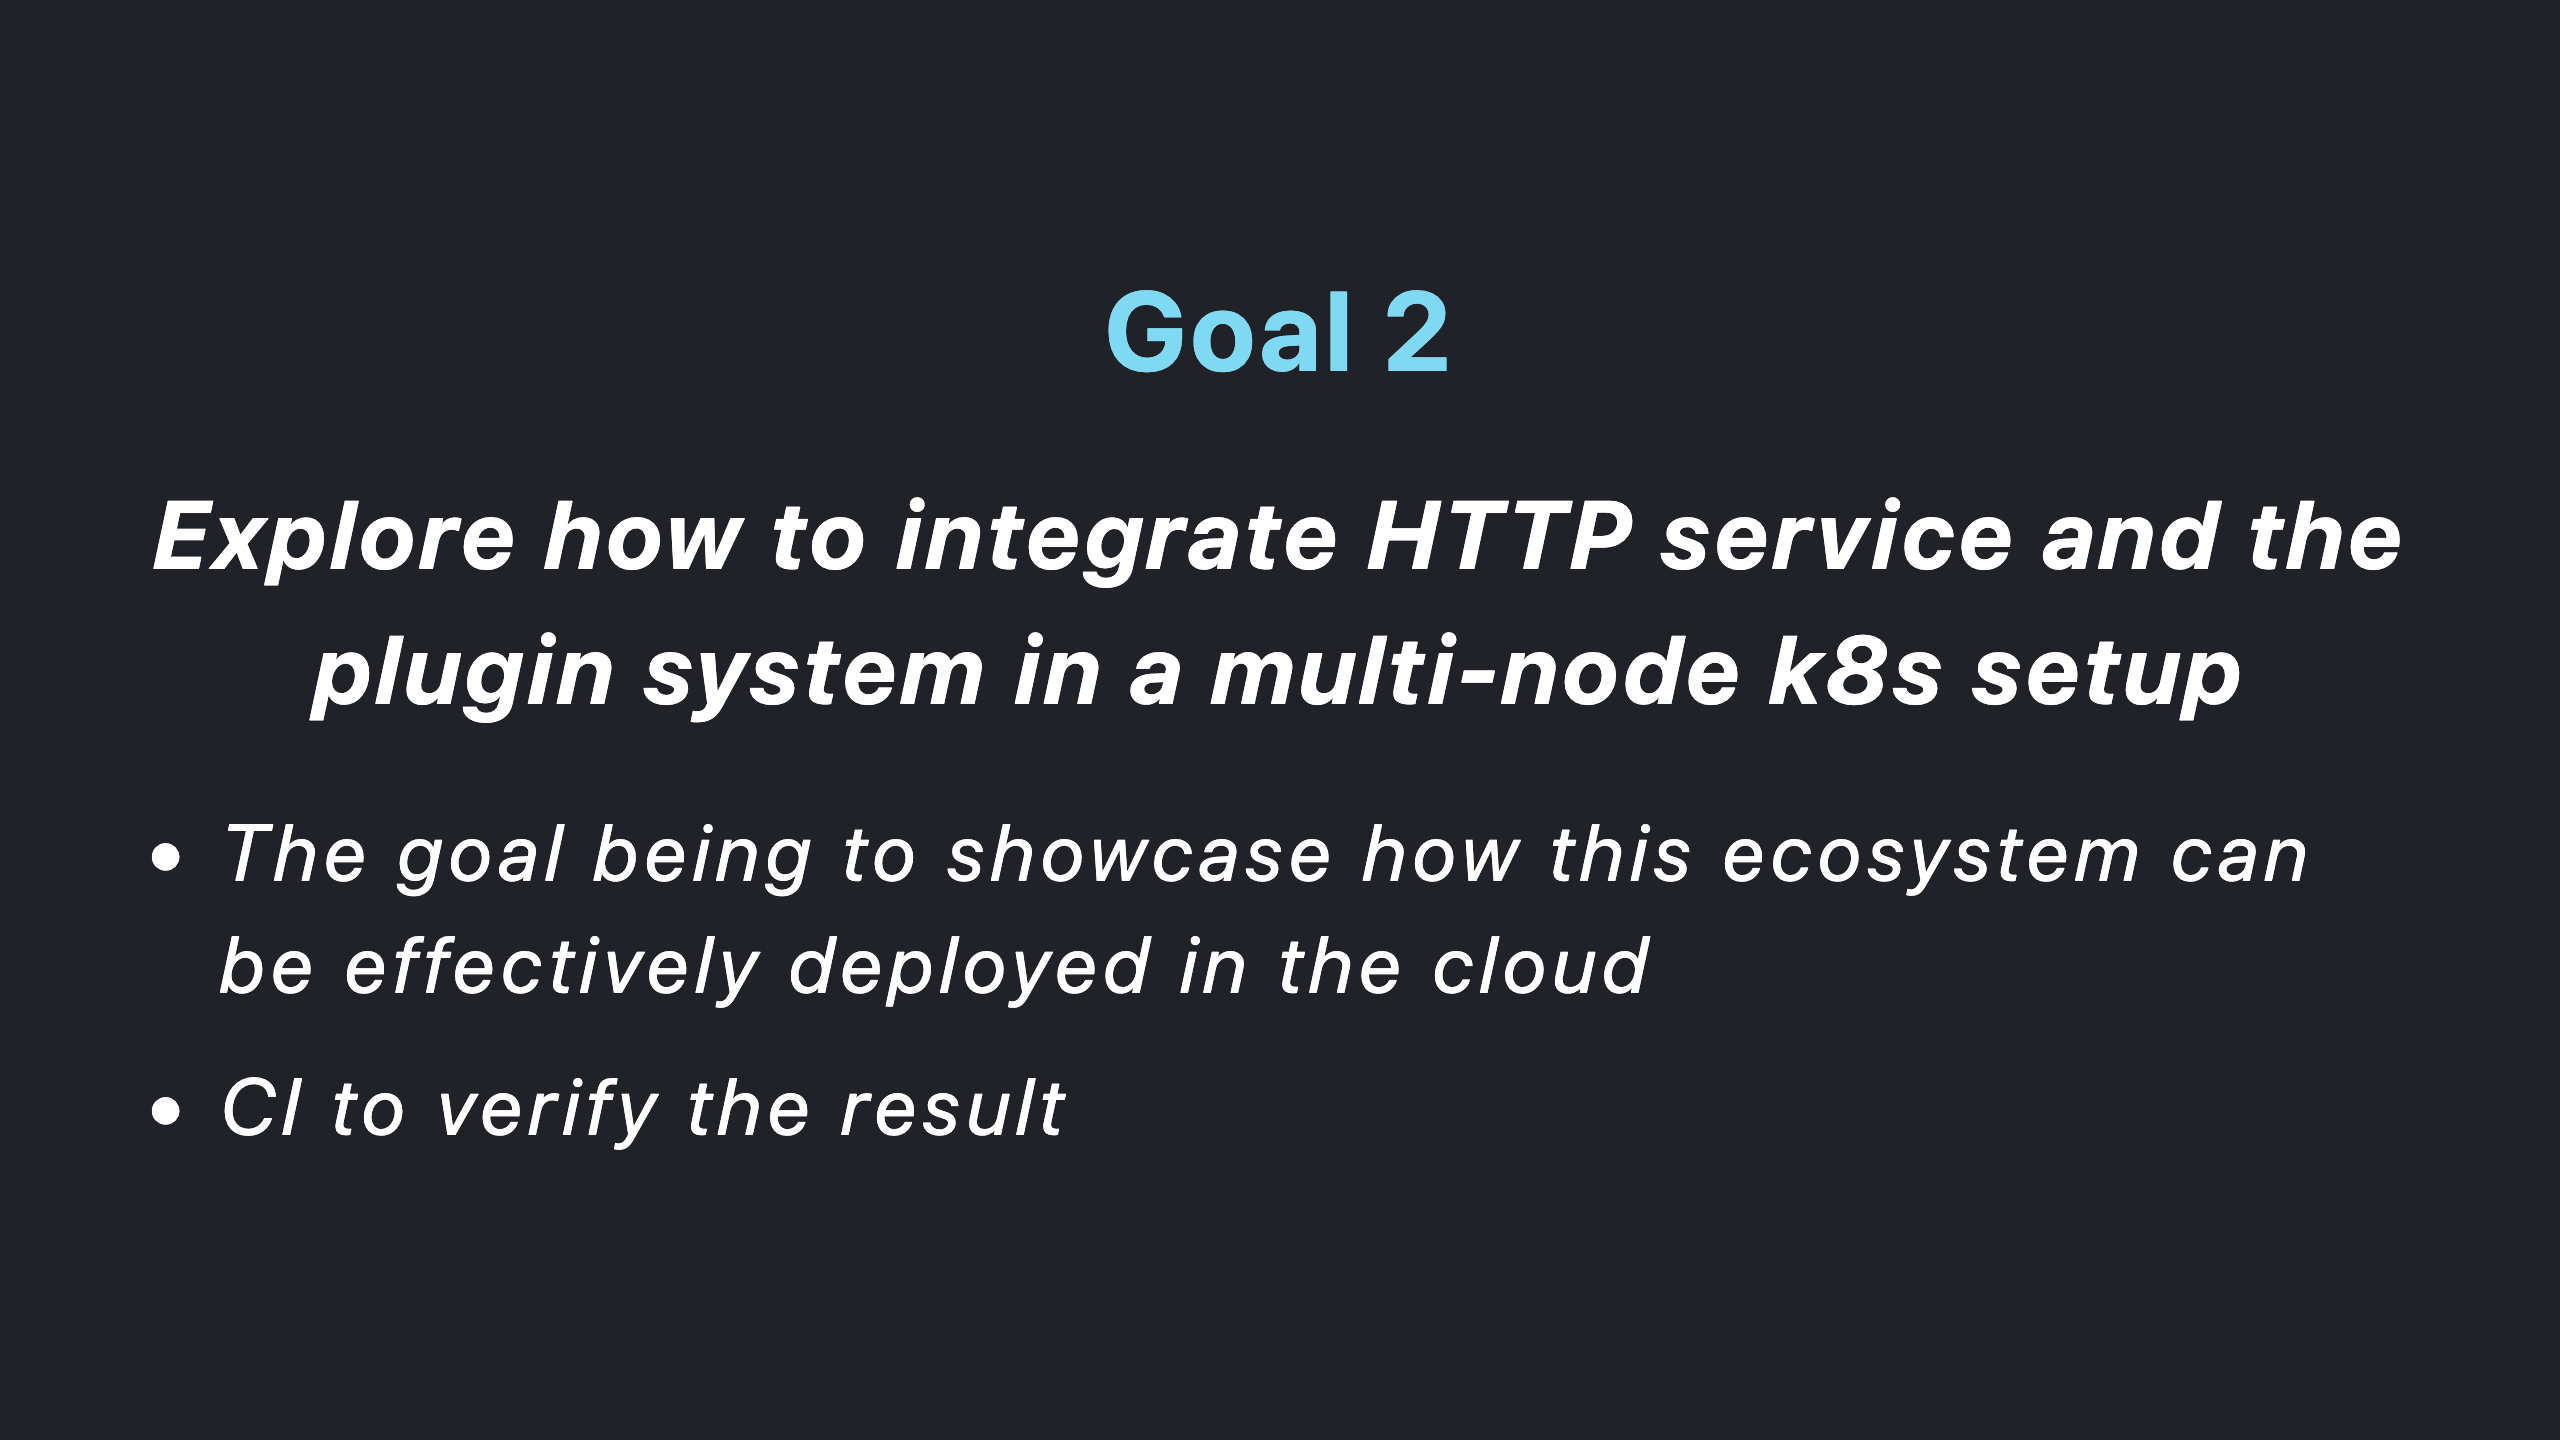 Goal 2
Explore how to integrate HTTP service and the
plugin system in a multi-node k8s setup
• The goal being to showcase how this ecosystem can
be effectively deployed in the cloud
• CI to verify the result